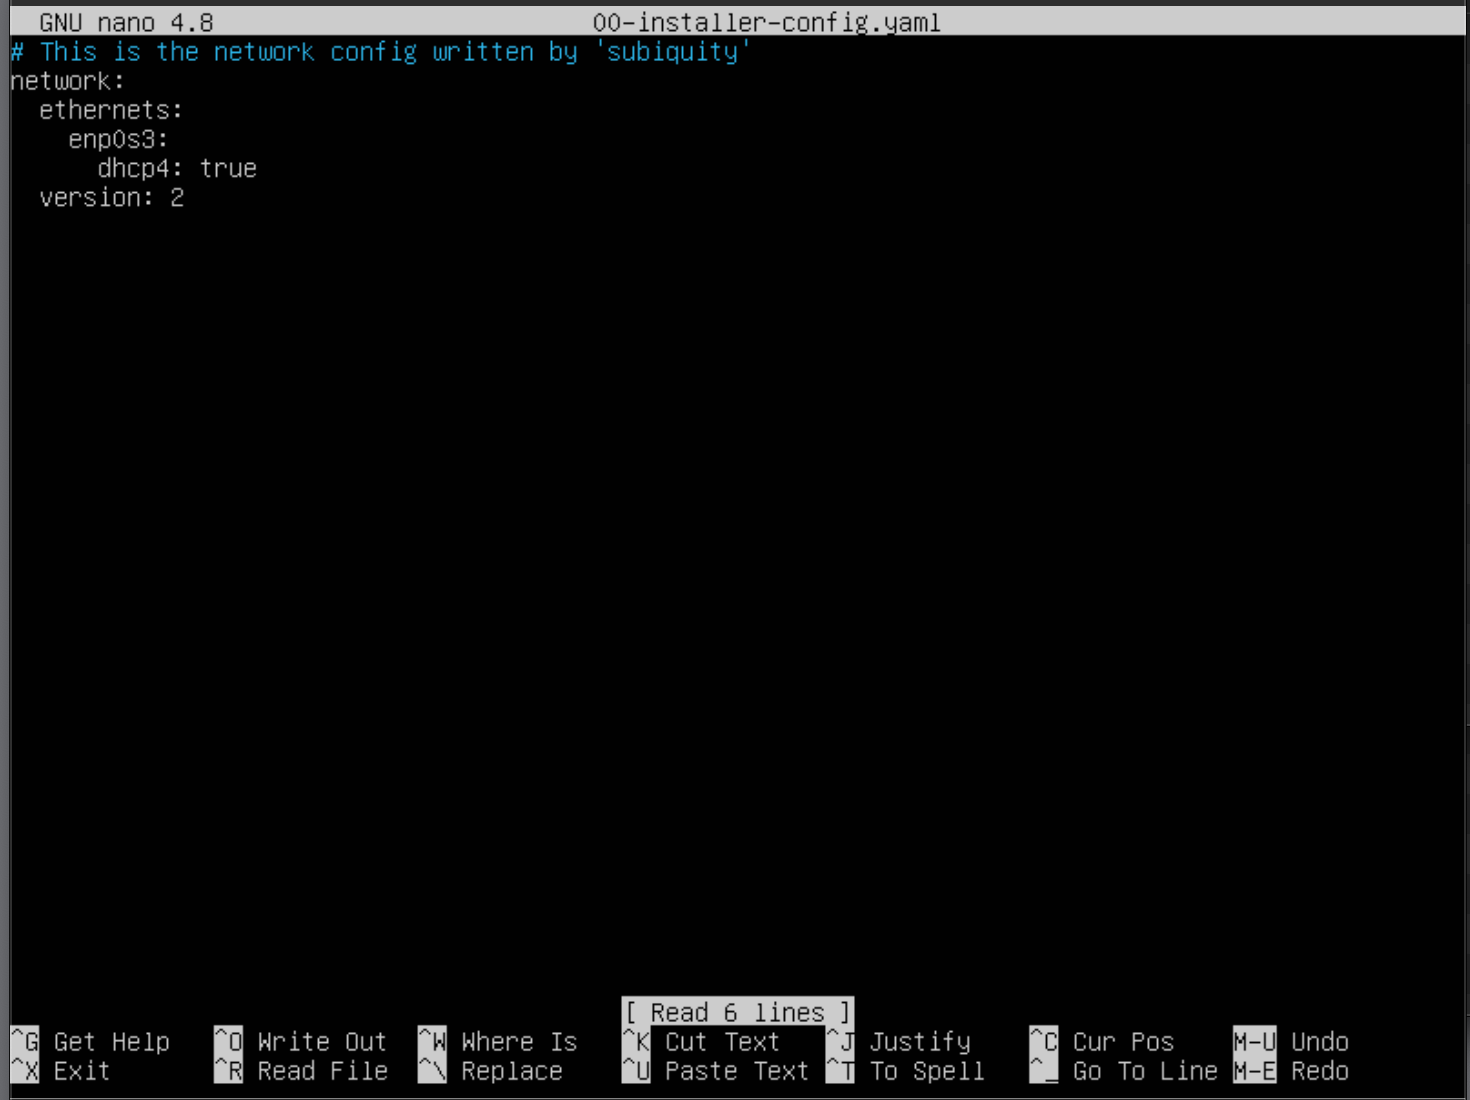 GNU nano 4.8 00-installer-config.yaml
# This is the network config written by 'subiquity'
network:
  ethernets:
    enp0s3:
      dhcp4: true
  version: 2
[ Read 6 lines ]
^G Get Help ^O Write Out ^W Where Is ^K Cut Text ^J Justify ^C Cur Pos M-U Undo
^X Exit ^R Read File ^\ Replace ^U Paste Text ^T To Spell ^_ Go To Line M-E Redo